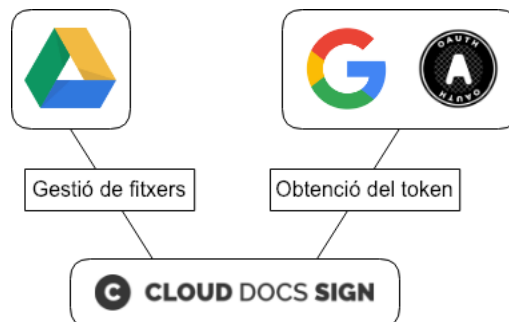 OAUTH
A
OAUTH
Gestió de fitxers
Obtenció del token
C CLOUD DOCS SIGN